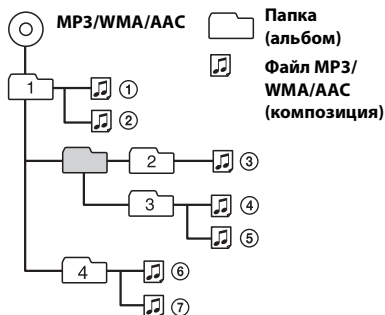 MP3/WMA/AAC
Папка
(альбом)
Файл MP3/
WMA/AAC
(композиция)
1
①
②
2
③
3
④
⑤
4
⑥
⑦